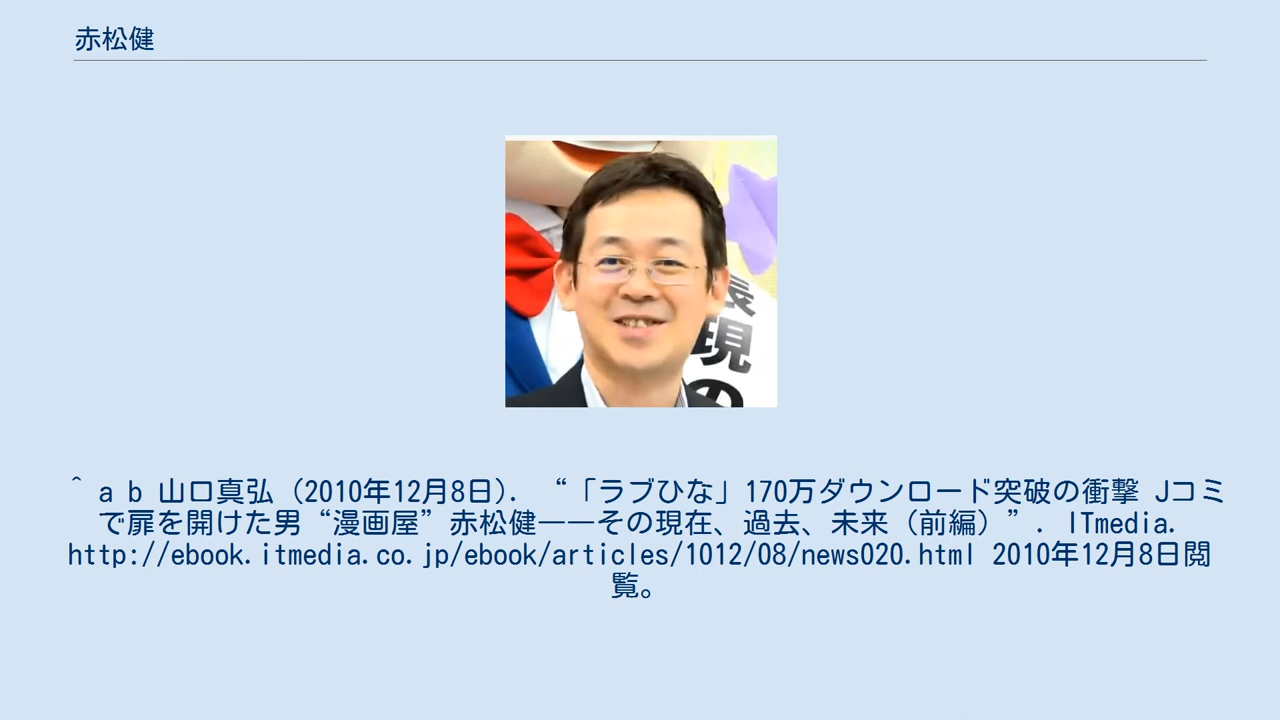 赤松健
表
現
の
^ a b 山口真弘 (2010年12月8日). “「ラブひな」170万ダウンロード突破の衝撃 Jコミ
で扉を開けた男“漫画屋”赤松健――その現在、過去、未来（前編）”. ITmedia.
http://ebook.itmedia.co.jp/ebook/articles/1012/08/news020.html 2010年12月8日閲
覧。